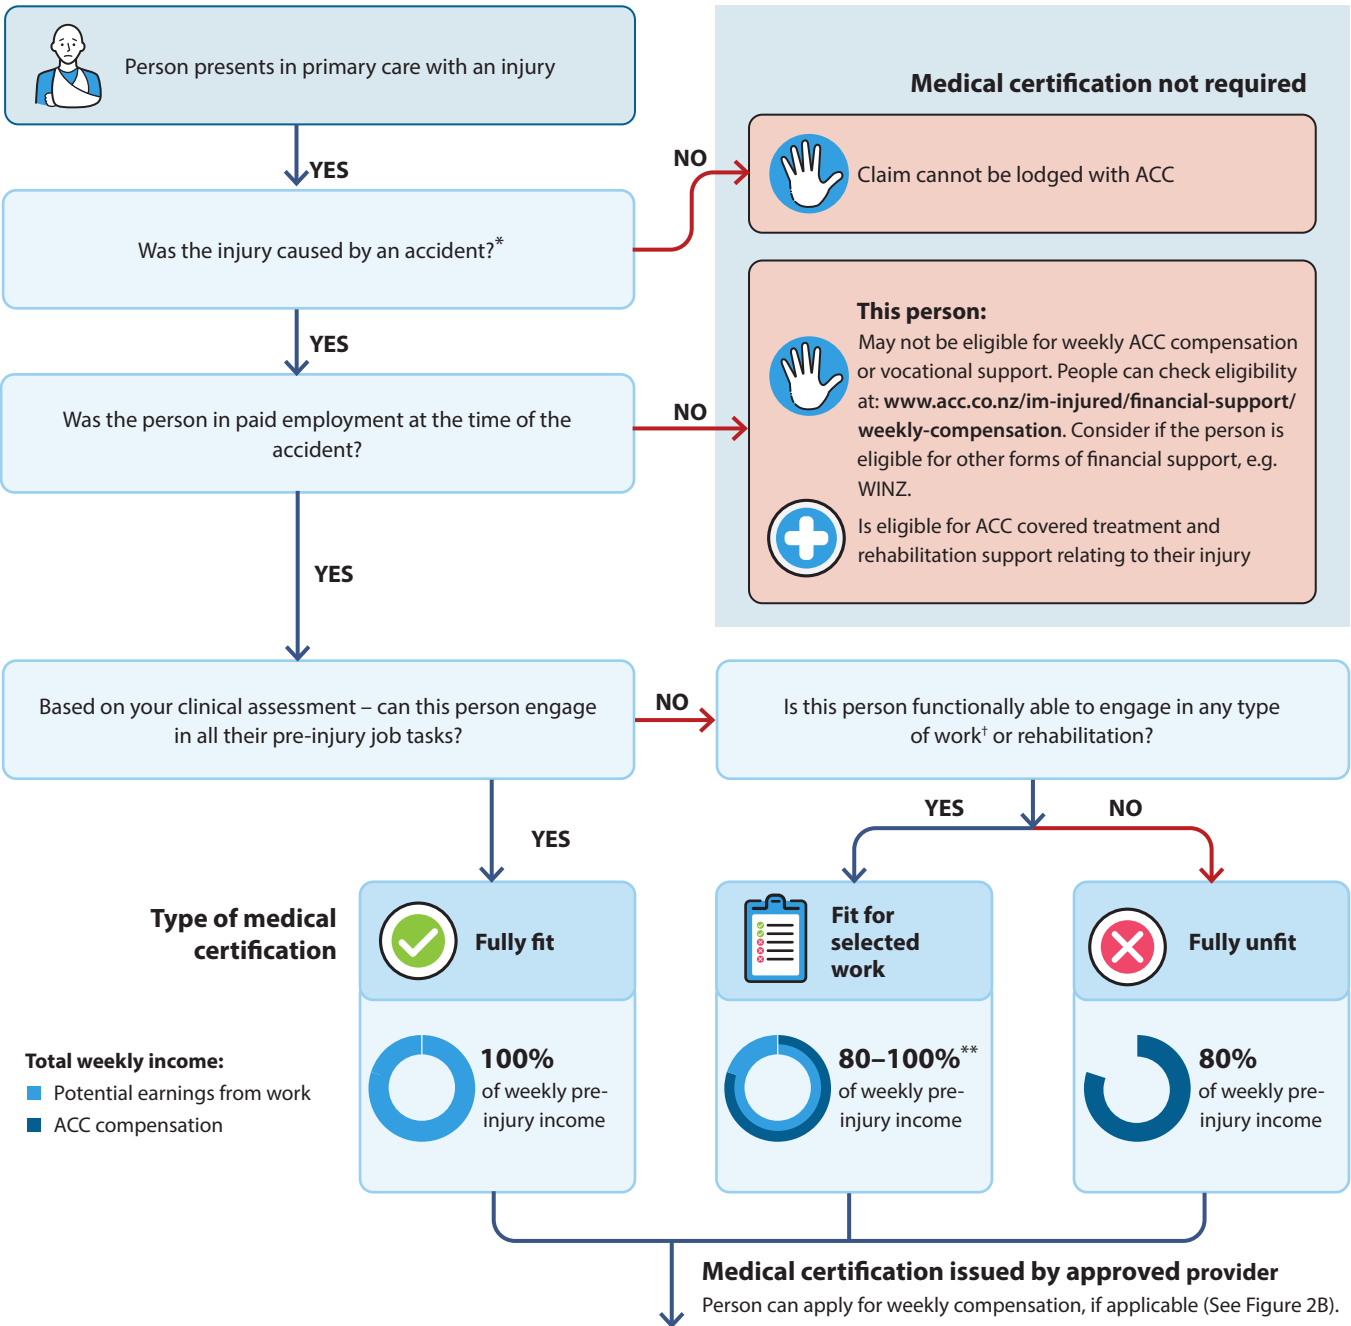 Person presents in primary care with an injury
Medical certification not required
YES
NO
Claim cannot be lodged with ACC
Was the injury caused by an accident?*
YES
This person:
May not be eligible for weekly ACC compensation
or vocational support. People can check eligibility
at: www.acc.co.nz/im-injured/financial-support/
weekly-compensation. Consider if the person is
eligible for other forms of financial support, e.g.
WINZ.
Is eligible for ACC covered treatment and
rehabilitation support relating to their injury
NO
Was the person in paid employment at the time of the
accident?
YES
Based on your clinical assessment – can this person engage
in all their pre-injury job tasks?
NO
Is this person functionally able to engage in any type
of work† or rehabilitation?
YES
YES
NO
Type of medical
certification
Fully fit
Fit for
selected
work
Fully unfit
Total weekly income:
Potential earnings from work
ACC compensation
100%
of weekly pre-
injury income
80–100%**
of weekly pre-
injury income
80%
of weekly pre-
injury income
Medical certification issued by approved provider
Person can apply for weekly compensation, if applicable (See Figure 2B).